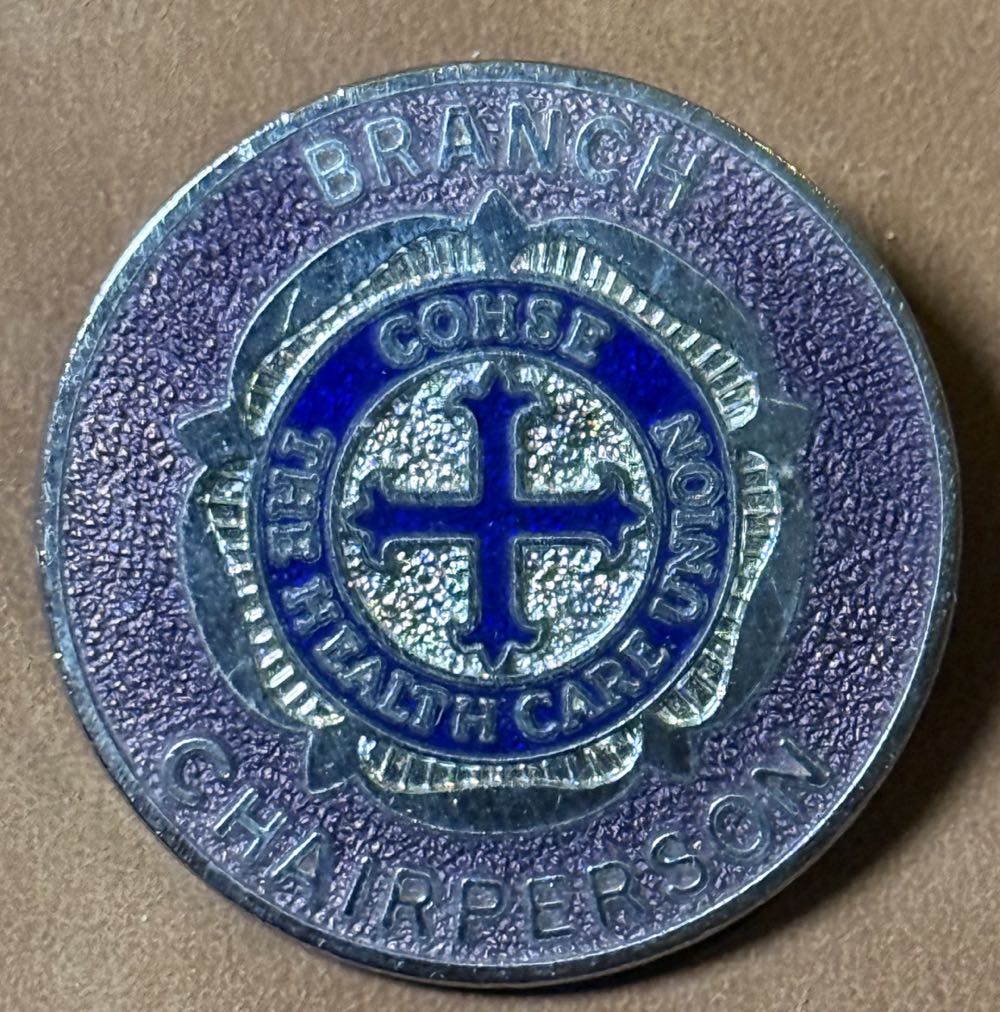 BRANCH
COHSE
THE HEALTH CARE UNION
CHAIRPERSON